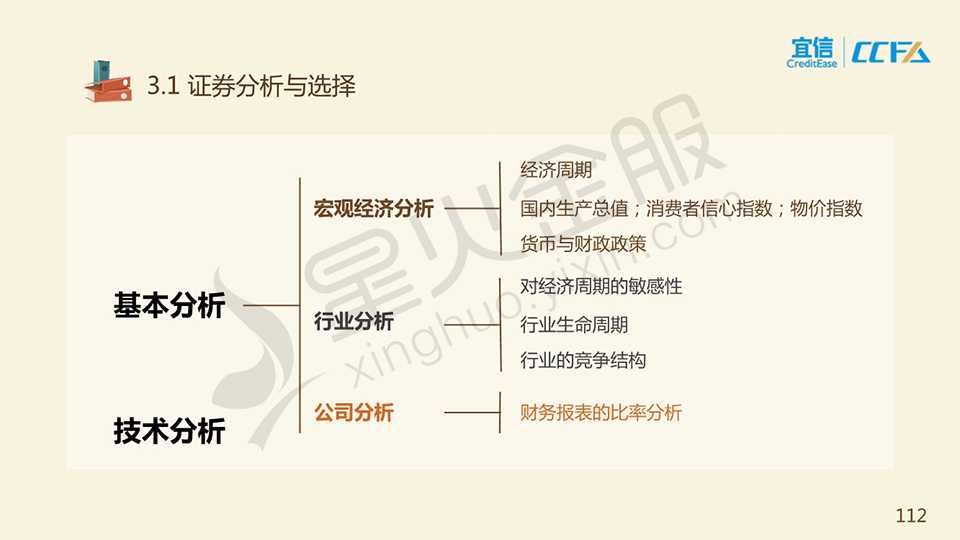 宜信
CreditEase
CCFA
3.1 证券分析与选择
基本分析
技术分析
宏观经济分析
经济周期
国内生产总值；消费者信心指数；物价指数
货币与财政政策
行业分析
对经济周期的敏感性
行业生命周期
行业的竞争结构
公司分析
财务报表的比率分析
星火金服
xinghuo.yixin.com
112